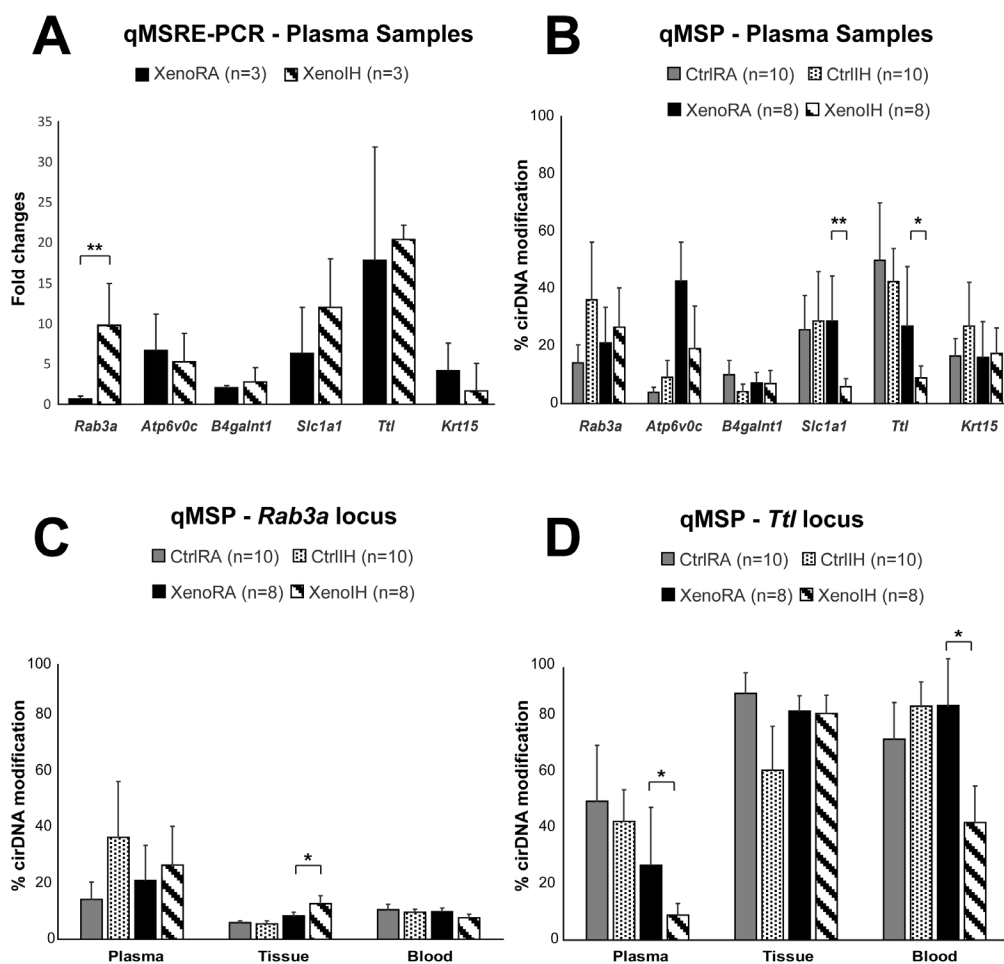 A
qMSRE-PCR - Plasma Samples
XenoRA (n=3) XenoIH (n=3)
Fold changes
35
30
25
20
15
10
5
0
**
Rab3a Atp6v0c B4galnt1 Slc1a1 Ttl Krt15
B
qMSP - Plasma Samples
CtrlRA (n=10) CtrlIH (n=10)
XenoRA (n=8) XenoIH (n=8)
% cirDNA modification
100
80
60
40
20
0
** *
Rab3a Atp6v0c B4galnt1 Slc1a1 Ttl Krt15
C
qMSP - Rab3a locus
CtrlRA (n=10) CtrlIH (n=10)
XenoRA (n=8) XenoIH (n=8)
% cirDNA modification
100
80
60
40
20
0
*
Plasma Tissue Blood
D
qMSP - Ttl locus
CtrlRA (n=10) CtrlIH (n=10)
XenoRA (n=8) XenoIH (n=8)
% cirDNA modification
100
80
60
40
20
0
* *
Plasma Tissue Blood